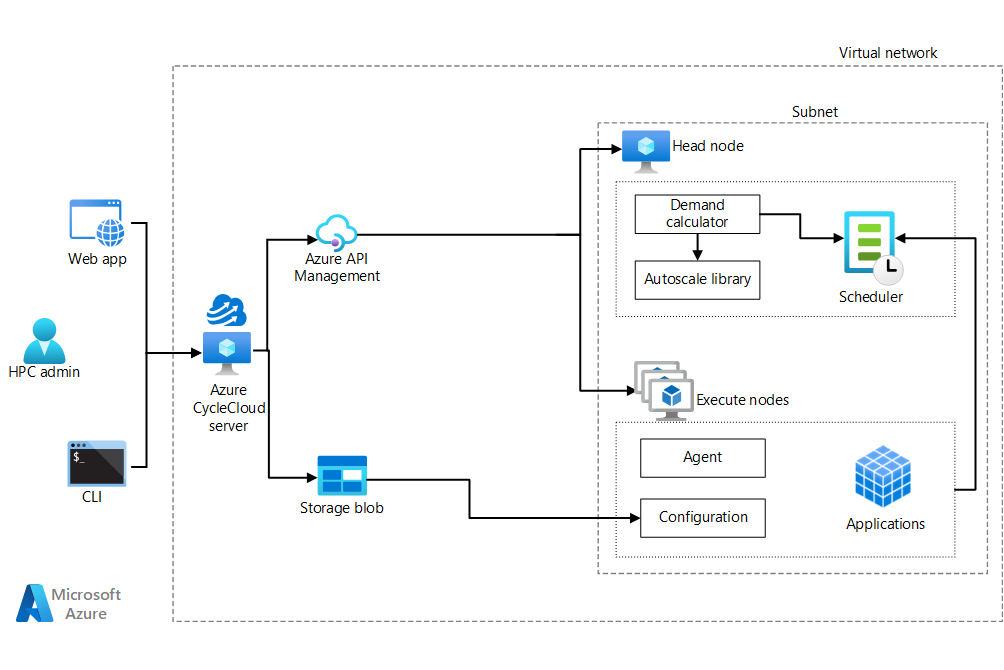 Virtual network
Subnet
Head node
Demand
calculator
Autoscale library
Scheduler
Web app
Azure API
Management
HPC admin
Azure
CycleCloud
server
Execute nodes
$_
CLI
Storage blob
Agent
Configuration
Applications
Microsoft
Azure